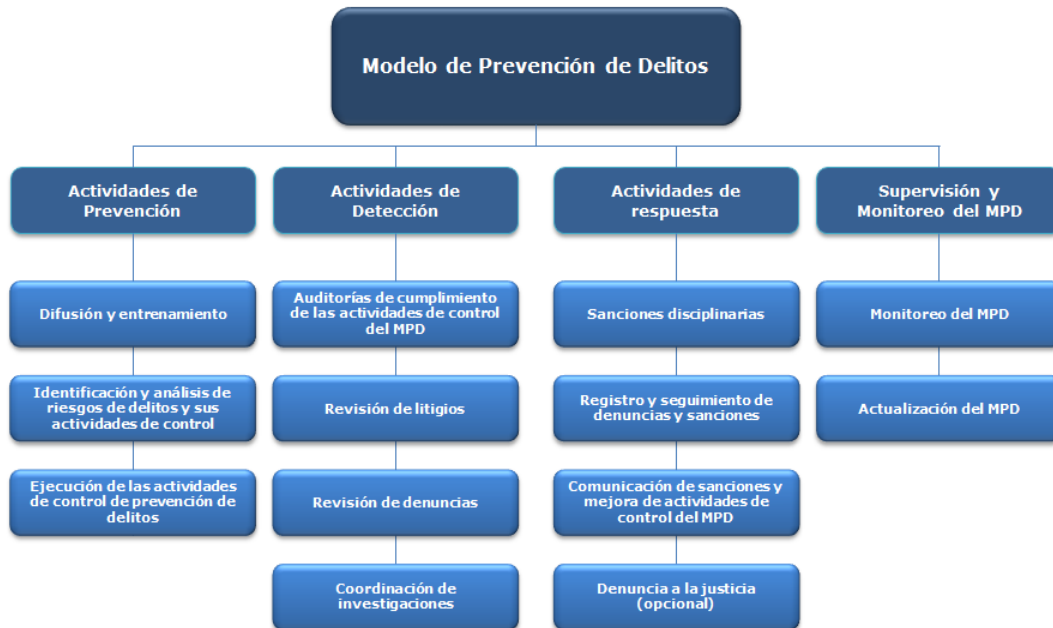 Modelo de Prevención de Delitos
Actividades de
Prevención
Actividades de
Detección
Actividades de
respuesta
Supervisión y
Monitoreo del MPD
Difusión y entrenamiento
Auditorías de cumplimiento
de las actividades de control
del MPD
Sanciones disciplinarias
Monitoreo del MPD
Identificación y análisis de
riesgos de delitos y sus
actividades de control
Revisión de litigios
Registro y seguimiento de
denuncias y sanciones
Actualización del MPD
Ejecución de las actividades
de control de prevención de
delitos
Revisión de denuncias
Comunicación de sanciones y
mejora de actividades de
control del MPD
Coordinación de
investigaciones
Denuncia a la justicia
(opcional)